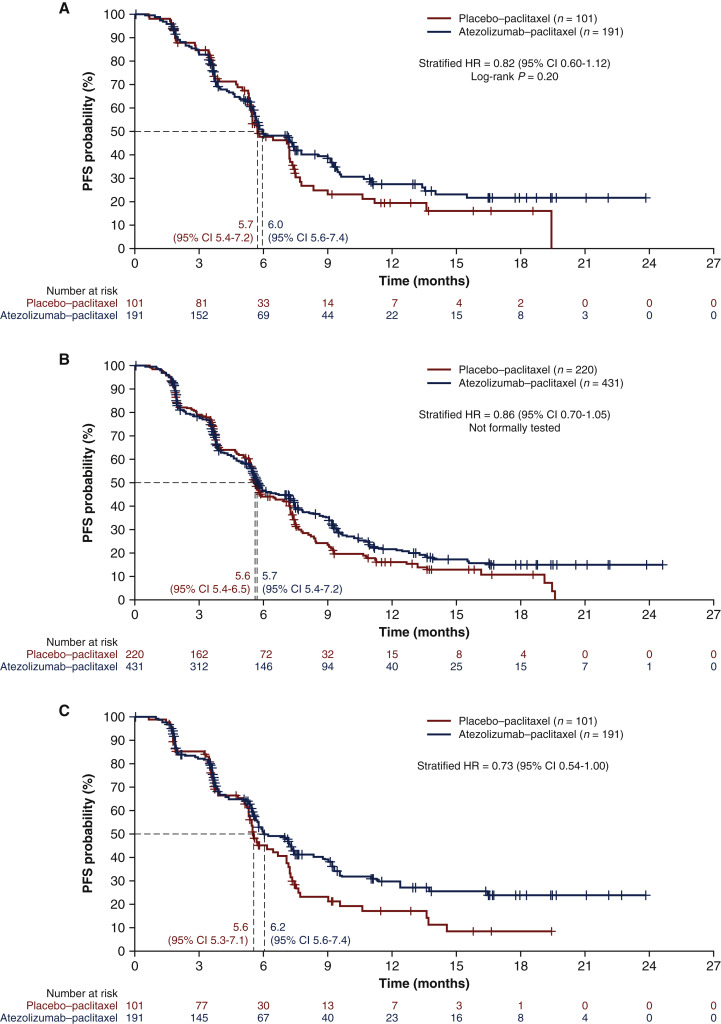 A
100
90
80
70
60
50
40
30
20
10
0
PFS probability (%)
Placebo–paclitaxel (n = 101)
Atezolizumab–paclitaxel (n = 191)
Stratified HR = 0.82 (95% CI 0.60-1.12)
Log-rank P = 0.20
5.7 6.0
(95% CI 5.4-7.2) (95% CI 5.6-7.4)
0 3 6 9 12 15 18 21 24 27
Time (months)
Number at risk
Placebo–paclitaxel 101 81 33 14 7 4 2 0 0 0
Atezolizumab–paclitaxel 191 152 69 44 22 15 8 3 0 0
B
100
90
80
70
60
50
40
30
20
10
0
PFS probability (%)
Placebo–paclitaxel (n = 220)
Atezolizumab–paclitaxel (n = 431)
Stratified HR = 0.86 (95% CI 0.70-1.05)
Not formally tested
5.6 5.7
(95% CI 5.4-6.5) (95% CI 5.4-7.2)
0 3 6 9 12 15 18 21 24 27
Time (months)
Number at risk
Placebo–paclitaxel 220 162 72 32 15 8 4 0 0 0
Atezolizumab–paclitaxel 431 312 146 94 40 25 15 7 1 0
C
100
90
80
70
60
50
40
30
20
10
0
PFS probability (%)
Placebo–paclitaxel (n = 101)
Atezolizumab–paclitaxel (n = 191)
Stratified HR = 0.73 (95% CI 0.54-1.00)
5.6 6.2
(95% CI 5.3-7.1) (95% CI 5.6-7.4)
0 3 6 9 12 15 18 21 24 27
Time (months)
Number at risk
Placebo–paclitaxel 101 77 30 13 7 3 1 0 0 0
Atezolizumab–paclitaxel 191 145 67 40 23 16 8 4 0 0